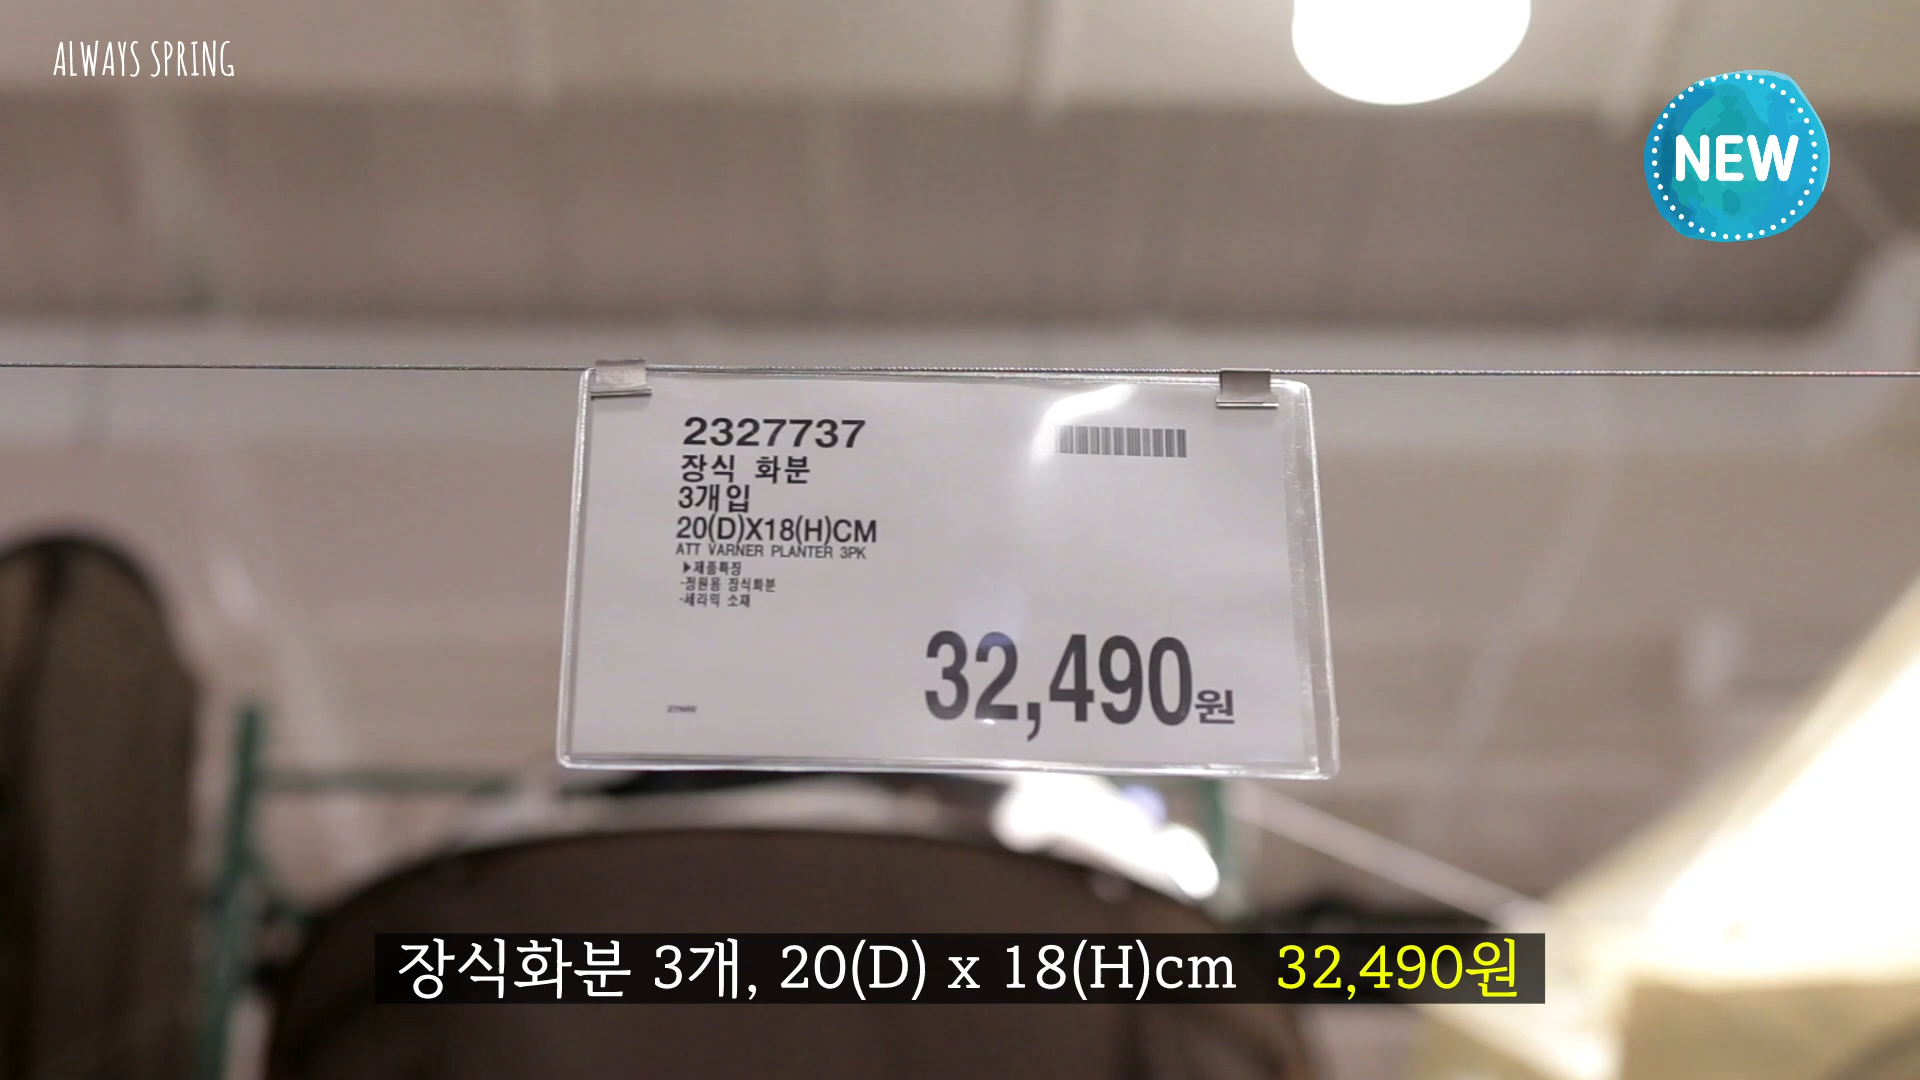 ALWAYS SPRING
NEW
2327737
장식 화분
3개입
20(D)X18(H)CM
ATT VARNER PLANTER 3PK
▶제품특징
-정원용 장식화분
-세라믹 소재
32,490원
장식화분 3개, 20(D) x 18(H)cm 32,490원